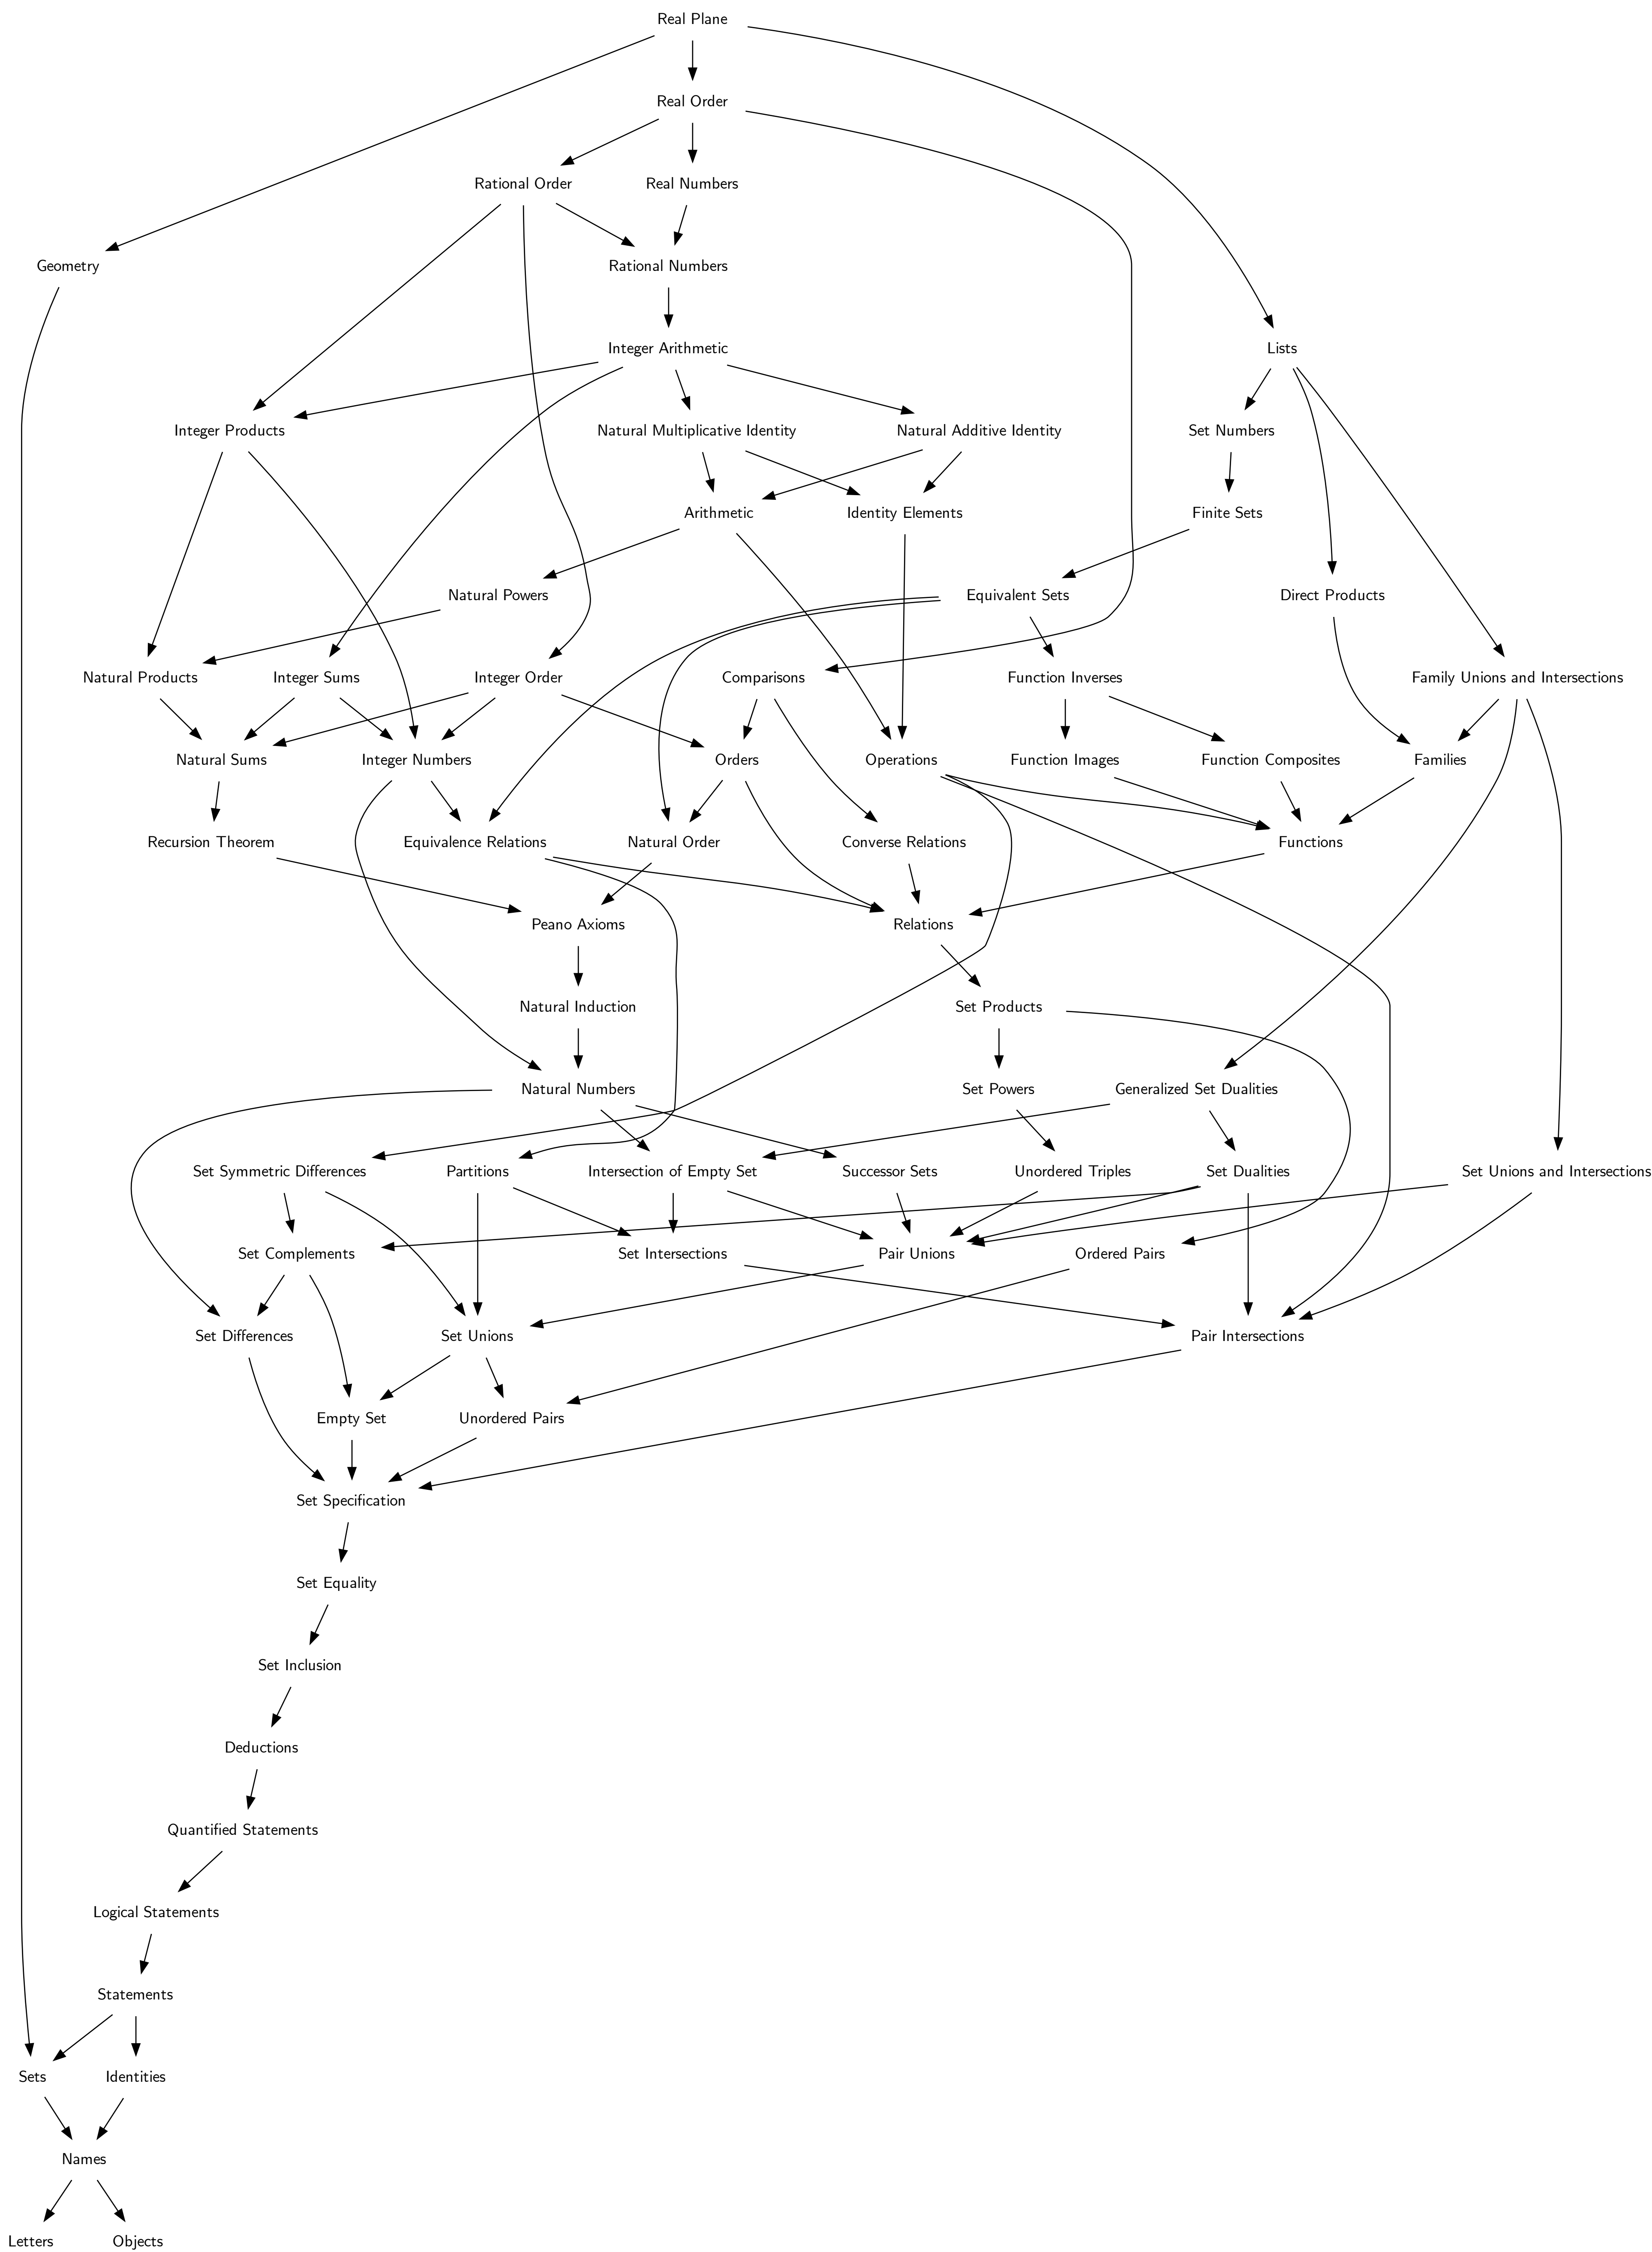 Real Plane
Real Order
Rational Order
Real Numbers
Geometry
Rational Numbers
Integer Arithmetic
Lists
Integer Products
Natural Multiplicative Identity
Natural Additive Identity
Set Numbers
Arithmetic
Identity Elements
Finite Sets
Natural Powers
Equivalent Sets
Direct Products
Natural Products
Integer Sums
Integer Order
Comparisons
Function Inverses
Family Unions and Intersections
Natural Sums
Integer Numbers
Orders
Operations
Function Images
Function Composites
Families
Recursion Theorem
Equivalence Relations
Natural Order
Converse Relations
Functions
Peano Axioms
Relations
Natural Induction
Set Products
Natural Numbers
Set Powers
Generalized Set Dualities
Set Symmetric Differences
Partitions
Intersection of Empty Set
Successor Sets
Unordered Triples
Set Dualities
Set Unions and Intersections
Set Complements
Set Intersections
Pair Unions
Ordered Pairs
Set Differences
Set Unions
Pair Intersections
Empty Set
Unordered Pairs
Set Specification
Set Equality
Set Inclusion
Deductions
Quantified Statements
Logical Statements
Statements
Sets
Identities
Names
Letters
Objects